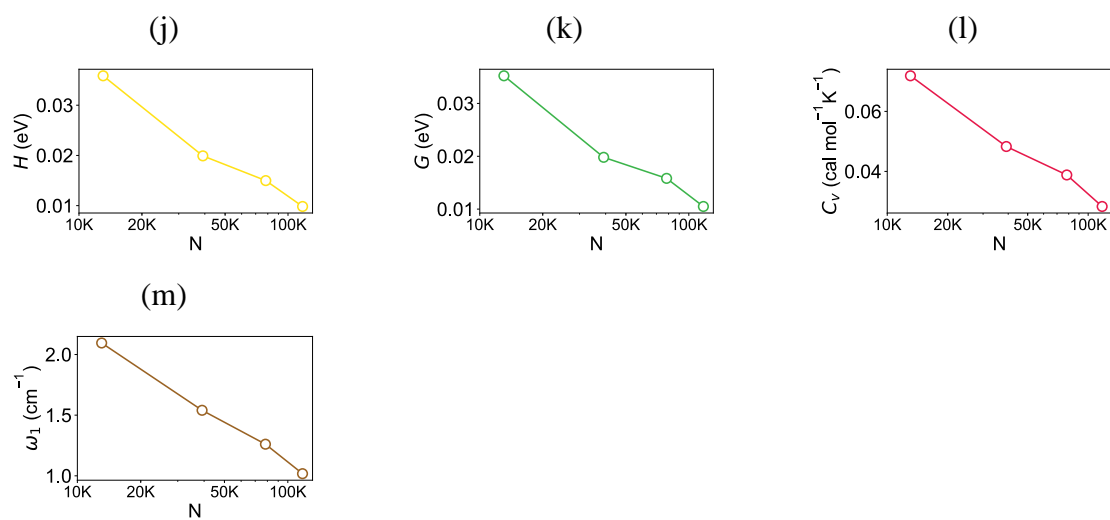 (j)
(k)
(l)
H (eV)
0.03
0.02
0.01
10K 20K 50K 100K
N
G (eV)
0.03
0.02
0.01
10K 20K 50K 100K
N
C_v (cal mol⁻¹K⁻¹)
0.06
0.04
10K 20K 50K 100K
N
(m)
ω₁ (cm⁻¹)
2.0
1.5
1.0
10K 20K 50K 100K
N